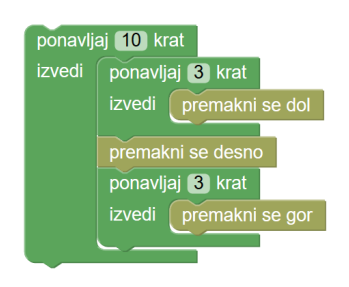 ponavljaj 10 krat
izvedi ponavljaj 3 krat
izvedi premakni se dol
premakni se desno
ponavljaj 3 krat
izvedi premakni se gor